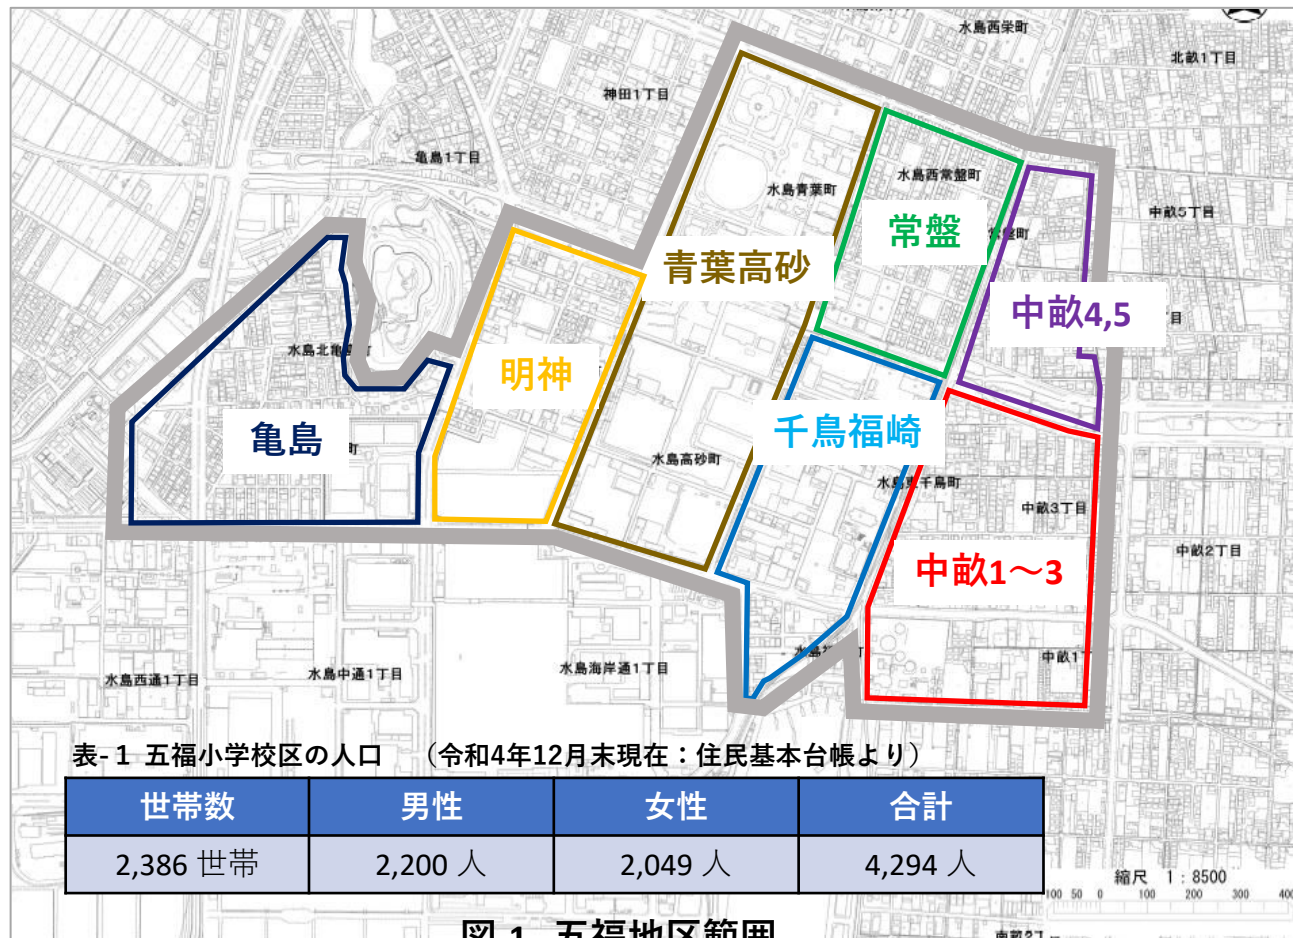 水島西栄町
北畝1丁目
神田1丁目
亀島1丁目
水島青葉町
水島西常盤町
中畝5丁目
常盤
青葉高砂
中畝4,5
水島北亀
明神
亀島
千鳥福崎
水島高砂町
千鳥町
中畝3丁目
中畝2丁目
中畝1~3
中畝1
水島西通1丁目
水島中通1丁目
水島海岸通1丁目
表-1 五福小学校区の人口 (令和4年12月末現在:住民基本台帳より)
世帯数 男性 女性 合計
2,386 世帯 2,200 人 2,049 人 4,294 人
縮尺 1:8500
100 50 0 100 200 300 400
図 1 五福地区範囲